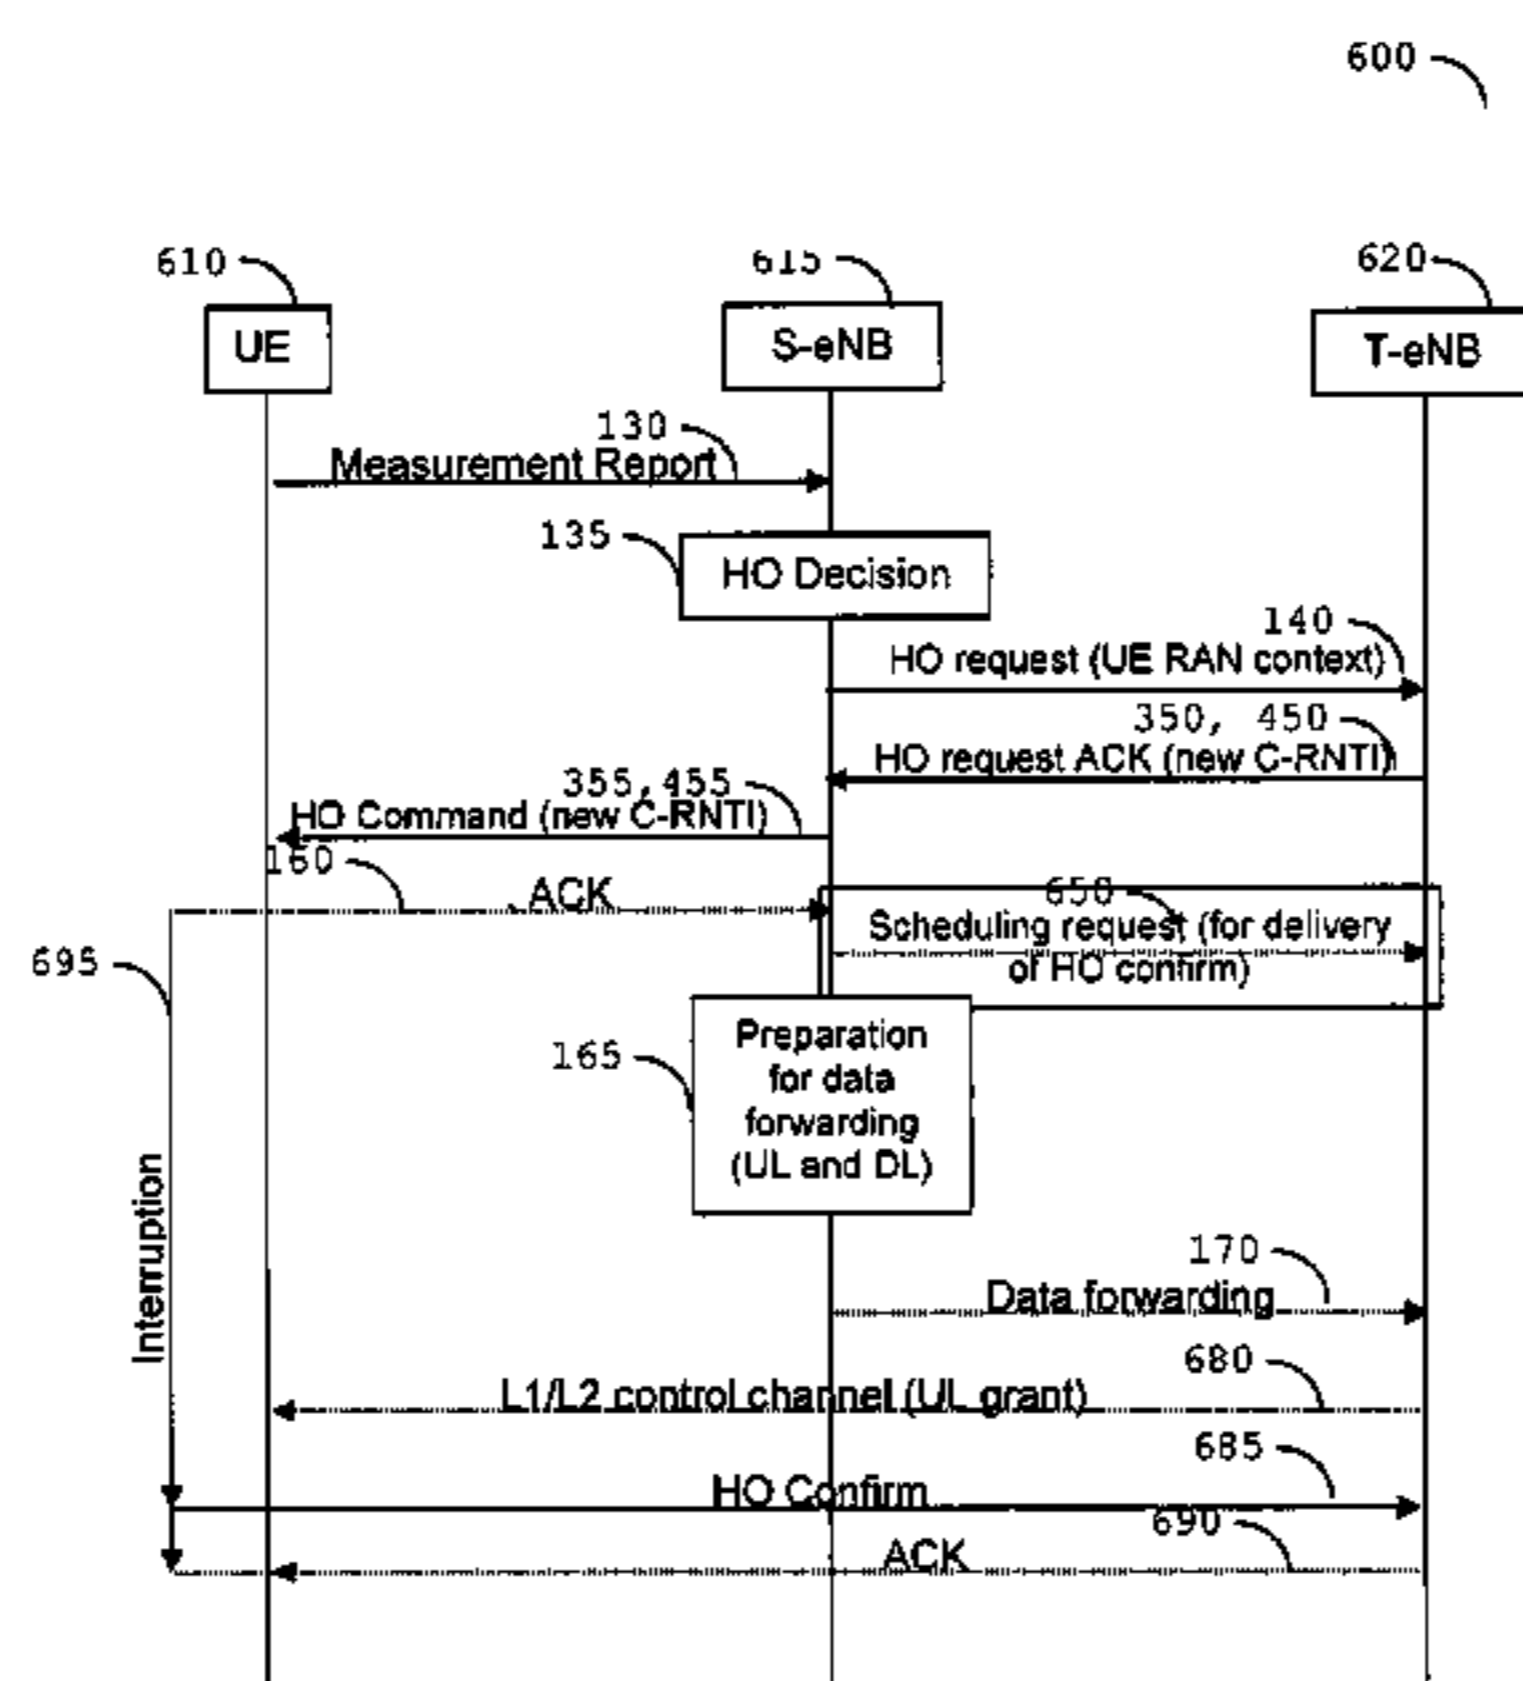 600
610
615
620
UE
S-eNB
T-eNB
130
Measurement Report
135
HO Decision
140
HO request (UE RAN context)
350, 450
HO request ACK (new C-RNTI)
355,455
HO Command (new C-RNTI)
160
ACK
650
Scheduling request (for delivery
of HO confirm)
695
165
Preparation
for data
forwarding
(UL and DL)
Interruption
170
Data forwarding
680
L1/L2 control channel (UL grant)
685
HO Confirm
690
ACK